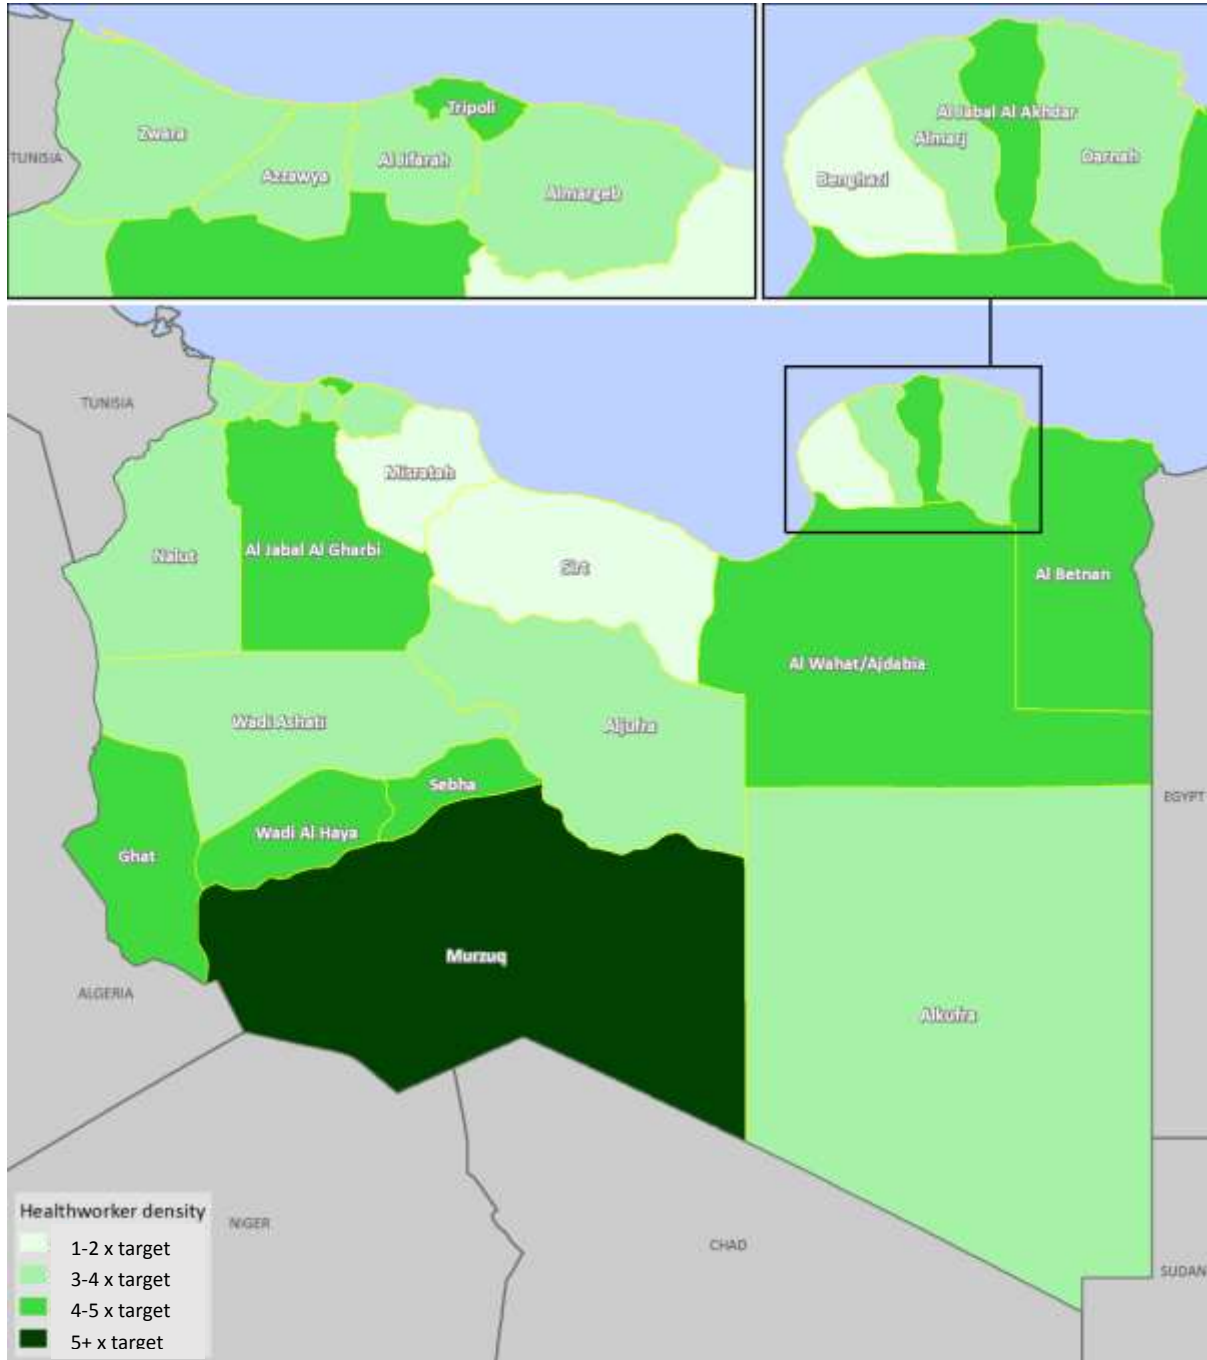 Tripoli
Zwara
TUNISIA
Al Jifarah
Azzawya
Almargeb
Al Jabal Al Akhdar
Almarj
Darnah
Benghazi
TUNISIA
Misratah
Nalut
Al Jabal Al Gharbi
Sirt
Al Betnan
Al Wahat/Ajdabia
Wadi Ashati
Aljufra
Sebha
EGYPT
Wadi Al Haya
Ghat
Murzuq
ALGERIA
Alkufra
Healthworker density
1-2 x target
3-4 x target
4-5 x target
5+ x target
NIGER
CHAD
SUDAN